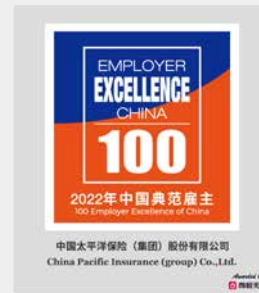 EMPLOYER
EXCELLENCE
CHINA
100
2022年中国典范雇主
100 Employer Excellence of China
中国太平洋保险（集团）股份有限公司
China Pacific Insurance (group) Co.,Ltd.
Awarded b